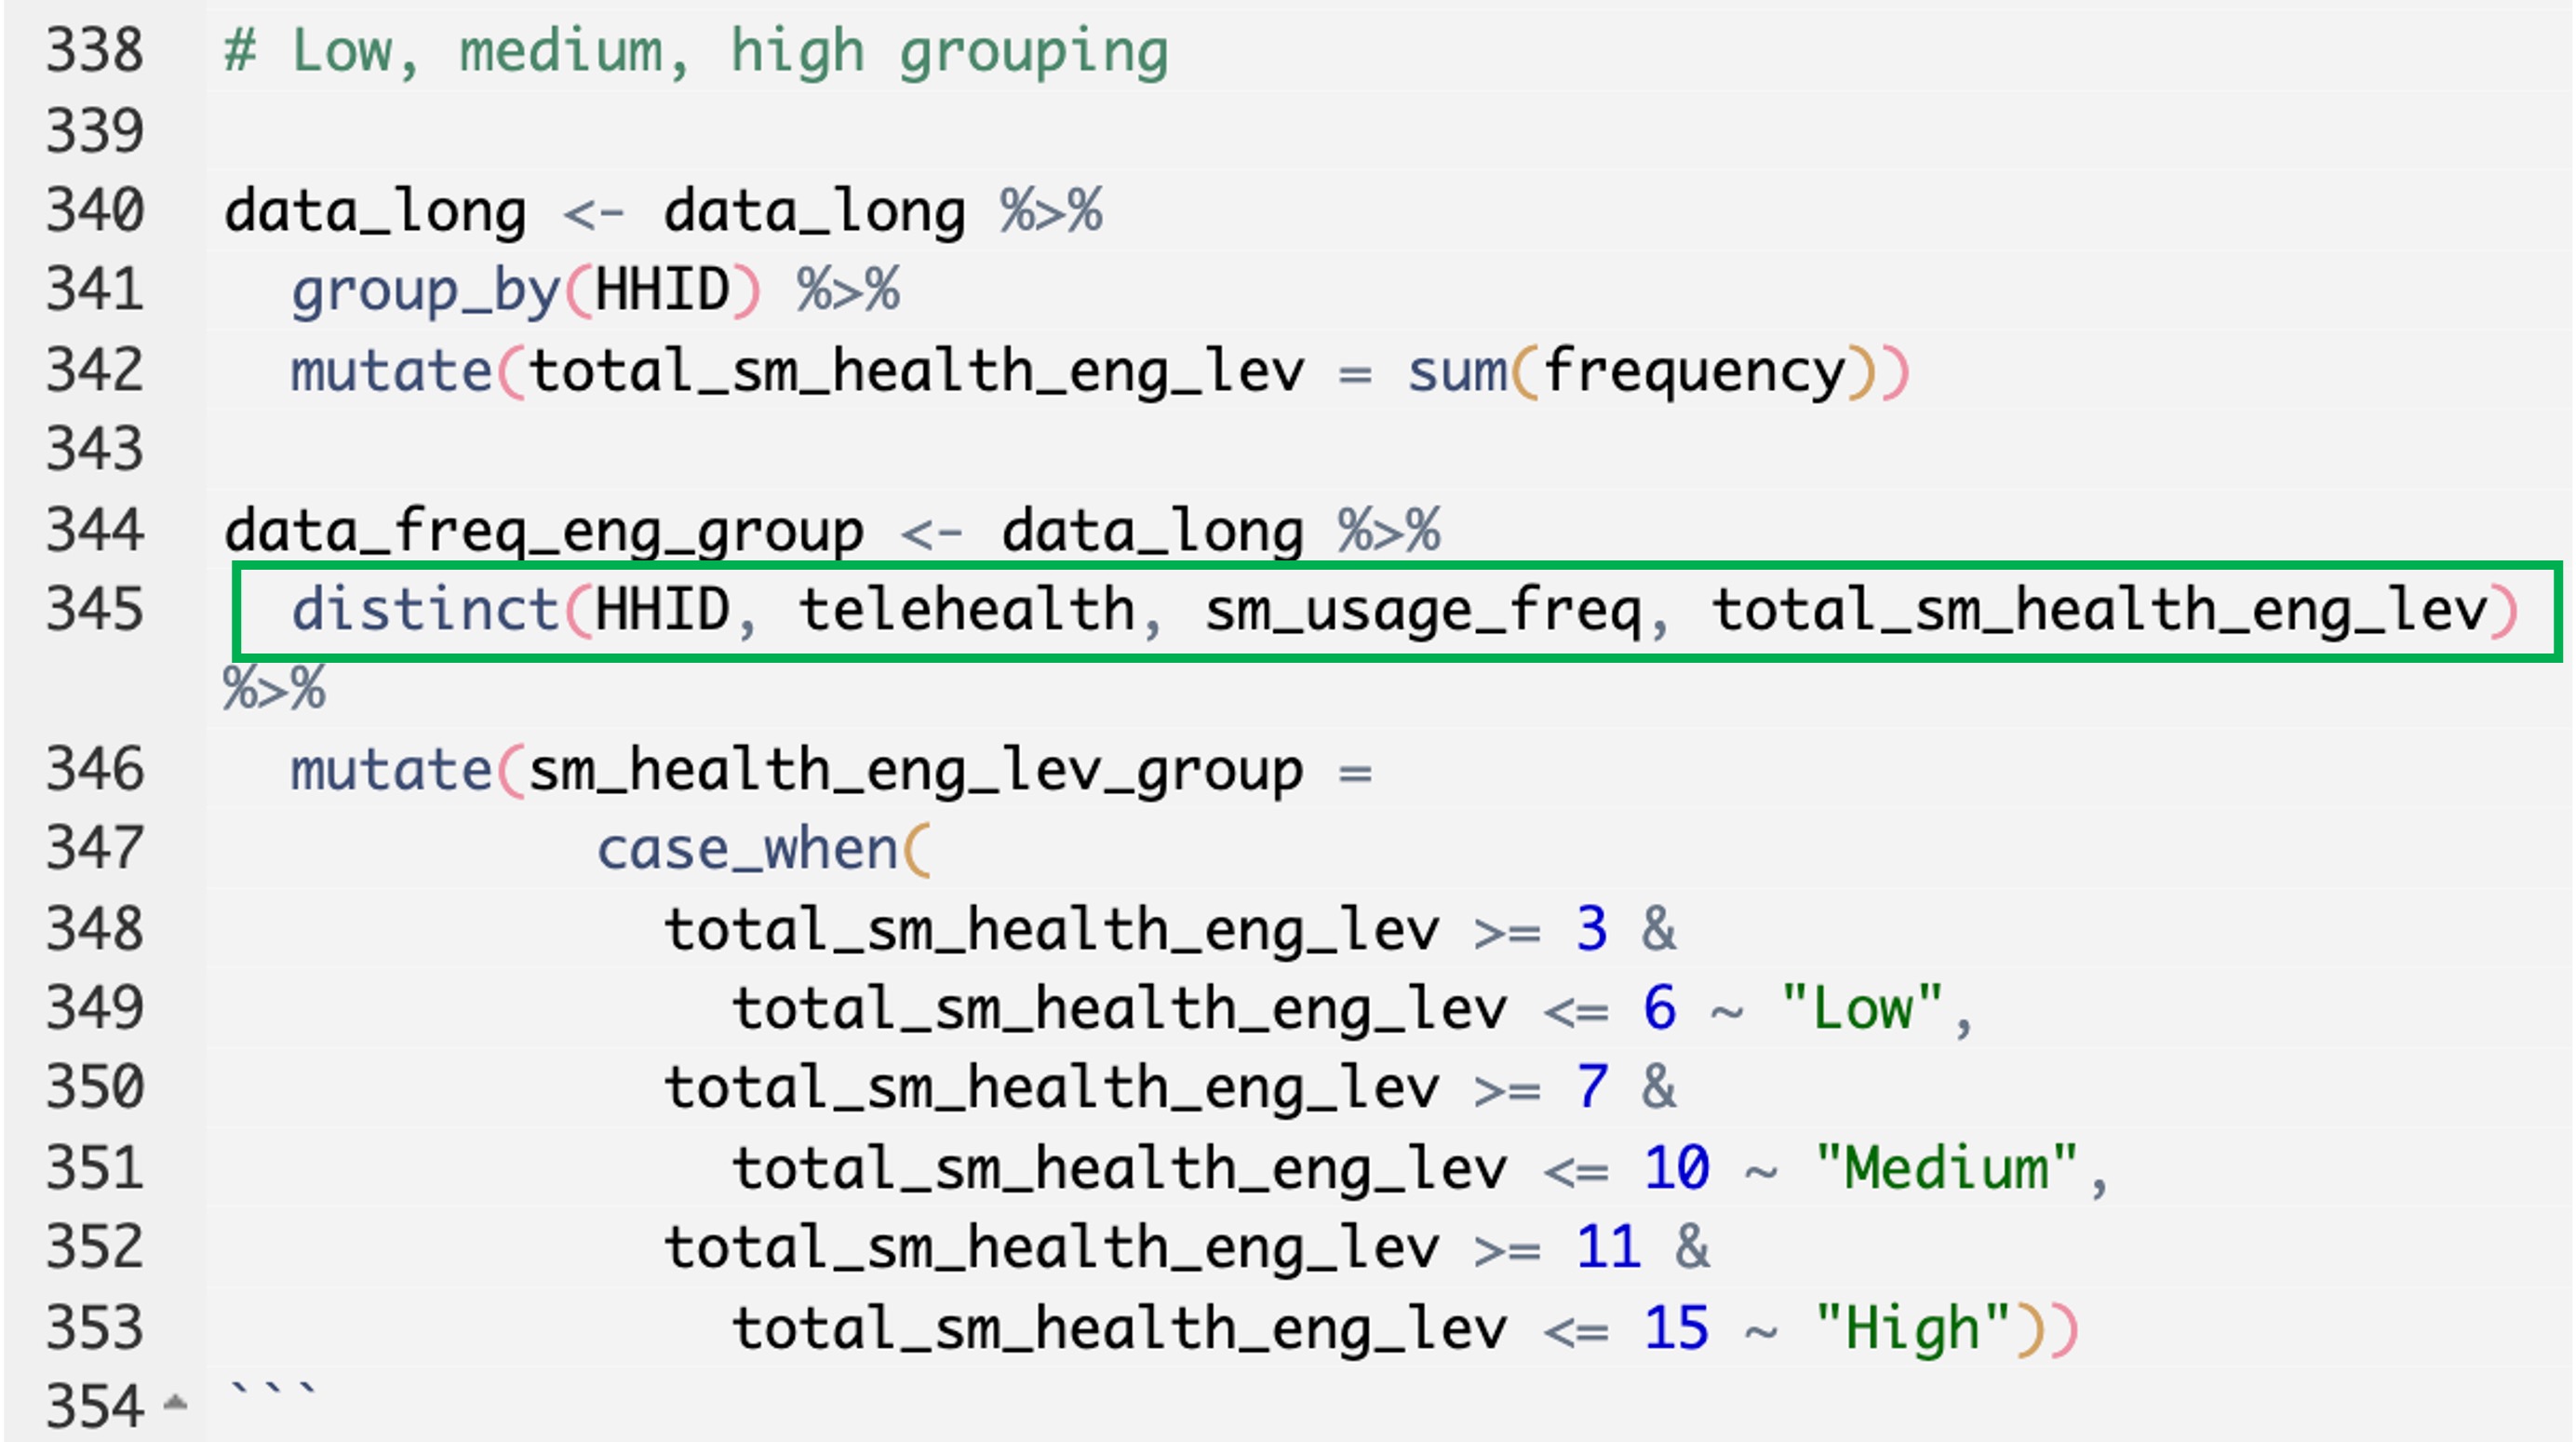 338 # Low, medium, high grouping
339
340 data_long <- data_long %>%
341   group_by(HHID) %>%
342   mutate(total_sm_health_eng_lev = sum(frequency))
343
344 data_freq_eng_group <- data_long %>%
345   distinct(HHID, telehealth, sm_usage_freq, total_sm_health_eng_lev)
%>%
346   mutate(sm_health_eng_lev_group =
347            case_when(
348              total_sm_health_eng_lev >= 3 &
349                total_sm_health_eng_lev <= 6 ~ "Low",
350              total_sm_health_eng_lev >= 7 &
351                total_sm_health_eng_lev <= 10 ~ "Medium",
352              total_sm_health_eng_lev >= 11 &
353                total_sm_health_eng_lev <= 15 ~ "High"))
354 ```